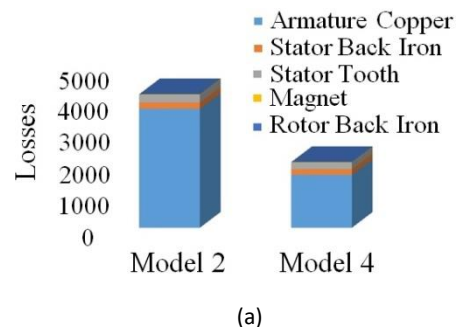 Armature Copper
Stator Back Iron
Stator Tooth
Magnet
Rotor Back Iron
Losses
5000
4000
3000
2000
1000
0
Model 2
Model 4
(a)